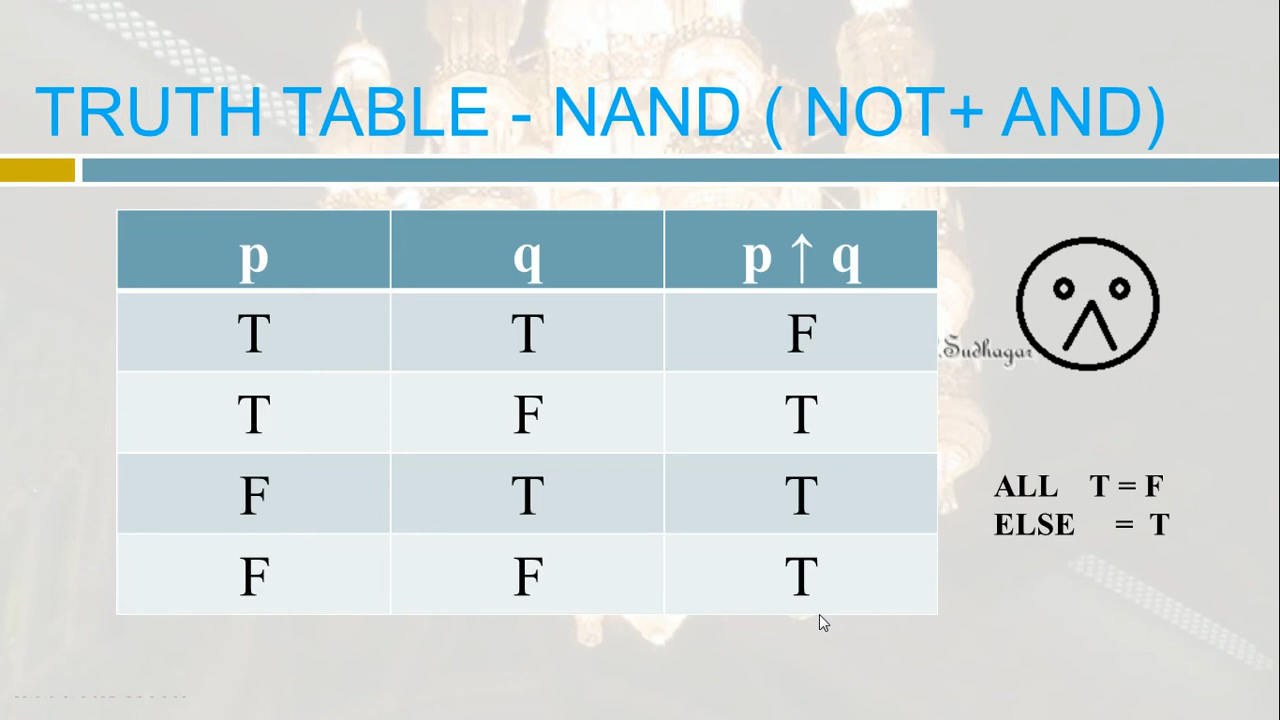 TRUTH TABLE - NAND ( NOT+ AND)
p q p ↑ q
T T F
T F T
F T T
F F T
.Sudhagar
ALL T = F
ELSE = T